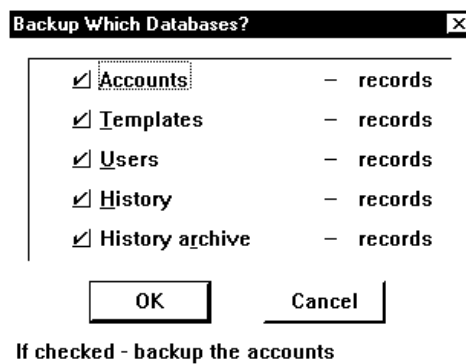 Backup Which Databases?
Accounts – records
Templates – records
Users – records
History – records
History archive – records
OK Cancel
If checked - backup the accounts